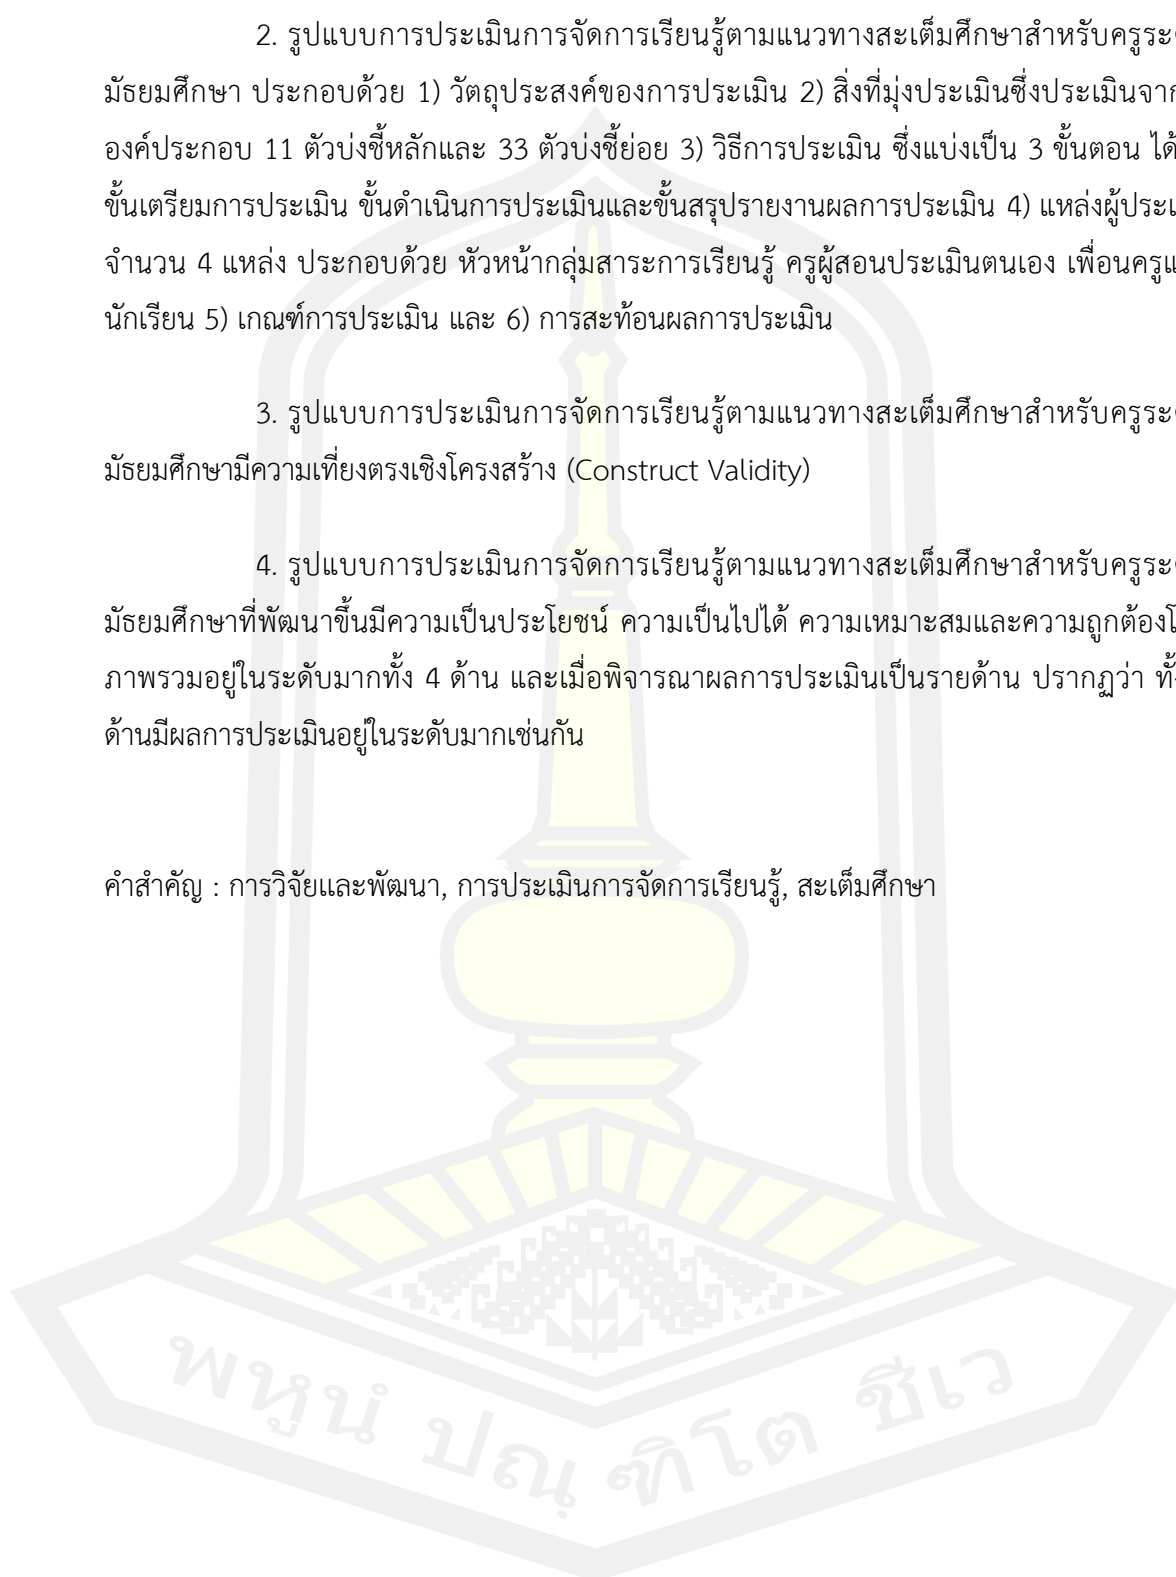 2. รูปแบบการประเมินการจัดการเรียนรู้ตามแนวทางสะเต็มศึกษาสำหรับครู
มัธยมศึกษา ประกอบด้วย 1) วัตถุประสงค์ของการประเมิน 2) สิ่งที่มุ่งประเมินซึ่งประเมิน
องค์ประกอบ 11 ตัวบ่งชี้หลักและ 33 ตัวบ่งชี้ย่อย 3) วิธีการประเมิน ซึ่งแบ่งเป็น 3 ขั้นตอน
ขั้นเตรียมการประเมิน ขั้นดำเนินการประเมินและขั้นสรุปรายงานผลการประเมิน 4)
จำนวน 4 แหล่ง ประกอบด้วย หัวหน้ากลุ่มสาระการเรียนรู้ ครูผู้สอนประเมินตนเอง เพื่อนครู
นักเรียน 5) เกณฑ์การประเมิน และ 6) การสะท้อนผลการประเมิน
3. รูปแบบการประเมินการจัดการเรียนรู้ตามแนวทางสะเต็มศึกษาสำหรับครู
มัธยมศึกษามีความเที่ยงตรงเชิงโครงสร้าง (Construct Validity)
4. รูปแบบการประเมินการจัดการเรียนรู้ตามแนวทางสะเต็มศึกษาสำหรับครู
มัธยมศึกษาที่พัฒนาขึ้นมีความเป็นประโยชน์ ความเป็นไปได้ ความเหมาะสมและความถูกต้อง
ภาพรวมอยู่ในระดับมากทั้ง 4 ด้าน และเมื่อพิจารณาผลการประเมินเป็นรายด้าน ปรากฏว่า
ด้านมีผลการประเมินอยู่ในระดับมากเช่นกัน
คำสำคัญ : การวิจัยและพัฒนา, การประเมินการจัดการเรียนรู้, สะเต็มศึกษา
พหูนํ ปณฺฑิโต ชีเว